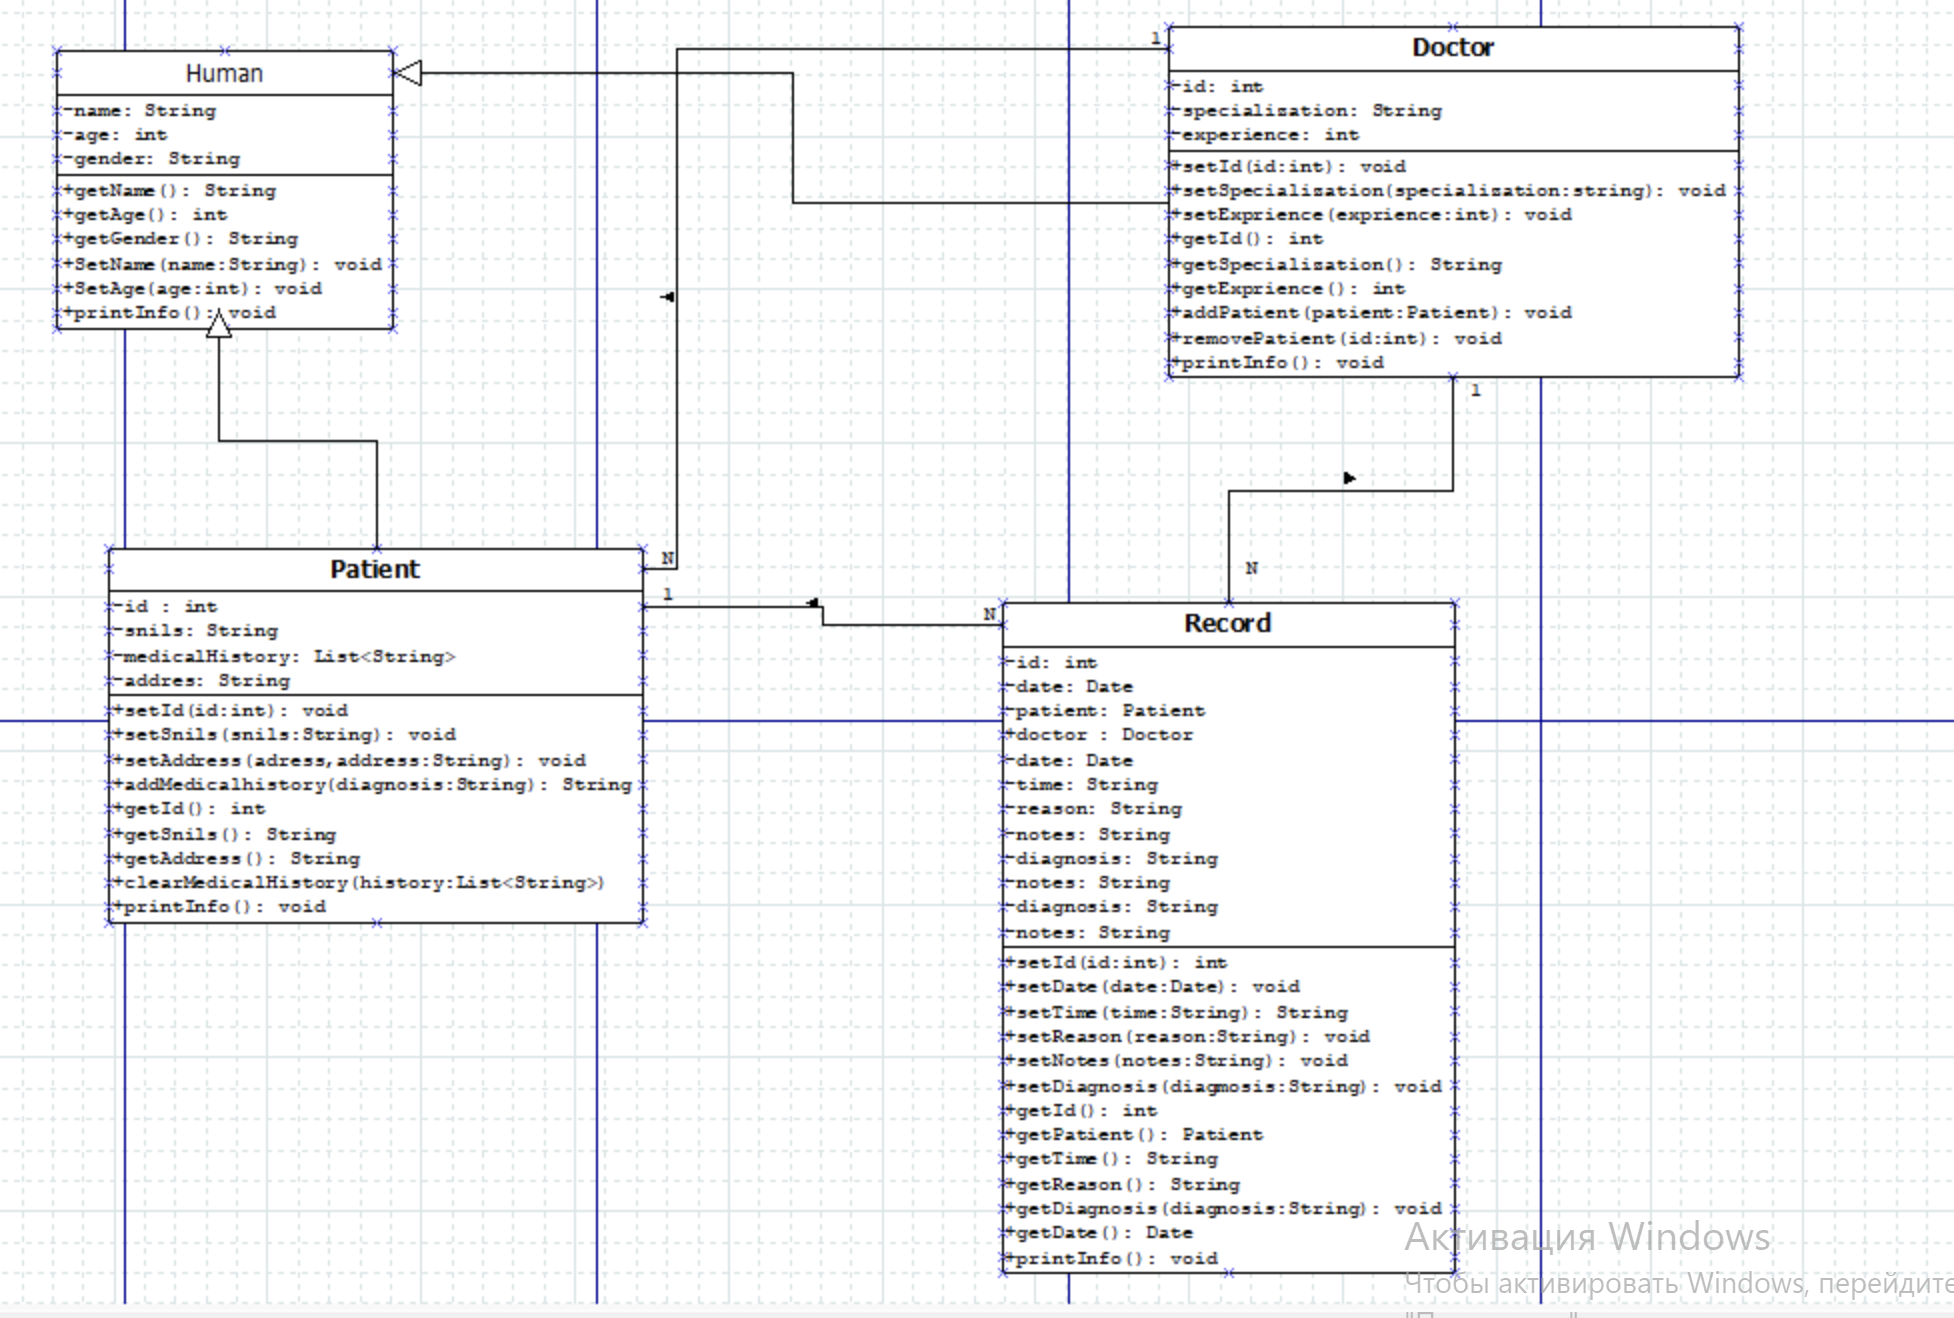 Human
-name: String
-age: int
-gender: String
+getName(): String
+getAge(): int
+getGender(): String
+SetName(name:String): void
+SetAge(age:int): void
+printInfo(): void
1
Doctor
-id: int
-specialization: String
-experience: int
+setId(id:int): void
+setSpecialization(specialization:string): void
+setExprience(exprience:int): void
+getId(): int
+getSpecialization(): String
+getExprience(): int
+addPatient(patient:Patient): void
+removePatient(id:int): void
+printInfo(): void
1
N
N
1
N
Patient
-id : int
-snils: String
-medicalHistory: List<String>
-addres: String
+setId(id:int): void
+setSnils(snils:String): void
+setAddress(adress,address:String): void
+addMedicalhistory(diagnosis:String): String
+getId(): int
+getSnils(): String
+getAddress(): String
+clearMedicalHistory(history:List<String>)
+printInfo(): void
Record
-id: int
-date: Date
-patient: Patient
+doctor : Doctor
-date: Date
-time: String
-reason: String
-notes: String
-diagnosis: String
-notes: String
-diagnosis: String
-notes: String
+setId(id:int): int
+setDate(date:Date): void
+setTime(time:String): String
+setReason(reason:String): void
+setNotes(notes:String): void
+setDiagnosis(diagmosis:String): void
+getId(): int
+getPatient(): Patient
+getTime(): String
+getReason(): String
+getDiagnosis(diagnosis:String): void
+getDate(): Date
+printInfo(): void
Активация Windows
Чтобы активировать Windows, перейдите